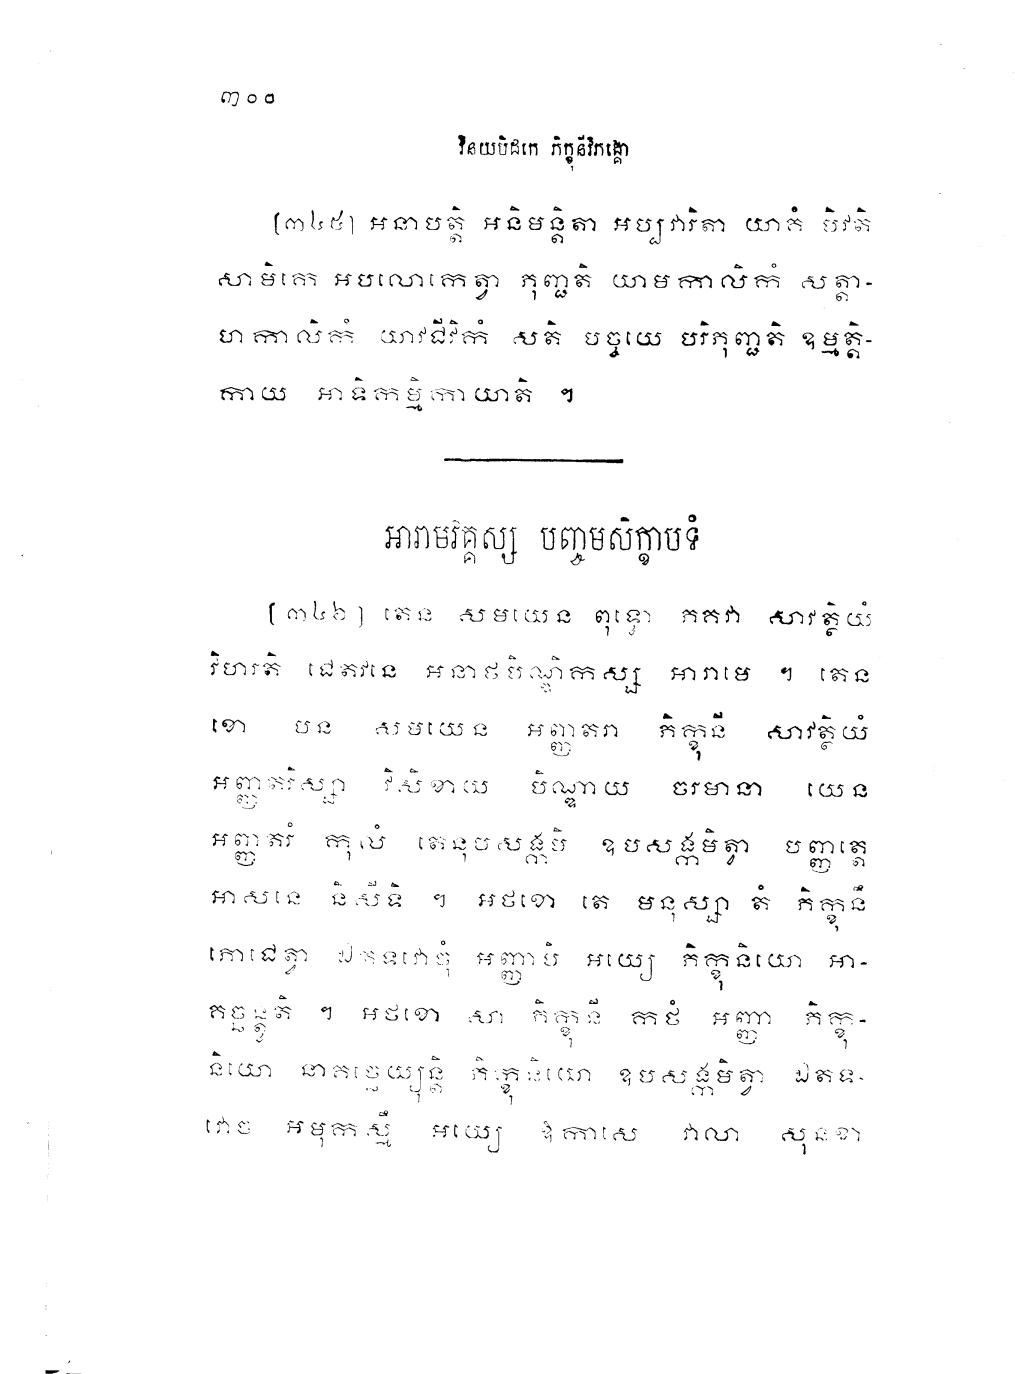 ៣០០
វិនយបិដកេ ភិក្ខុនីវិភង្គោ
(៣៤៥) អនាបត្តិ អនិមន្តិតា អប្បវារិតា យាគុំ បិវតិ
សាមិកេ អបលោកេត្វា ភុញ្ជតិ យាមកាលិកំ សត្តា-
ហកាលិកំ យាវជីវិកំ សតិ បច្ចយេ បរិភុញ្ជតិ ឧម្មត្តិ-
កាយ អាទិកម្មិកាយាតិ ។
អារាមវគ្គស្ស បញ្ចមសិក្ខាបទំ
(៣៤៦) តេន សមយេន ពុទ្ធោ ភគវា សាវត្ថិយំ
វិហរតិ ជេតវនេ អនាថបិណ្ឌិកស្ស អារាមេ ។ តេន
ខោ បន សមយេន អញ្ញតរា ភិក្ខុនី សាវត្ថិយំ
អញ្ញតរិស្សា វិសិខាយ បិណ្ឌាយ ចរមានា យេន
អញ្ញតរំ កុលំ តេនុបសង្កមិ ឧបសង្កមិត្វា បញ្ញត្តេ
អាសនេ និសីទិ ។ អថខោ តេ មនុស្សា តំ ភិក្ខុនឹ
ភោជេត្វា ឯតទវោចុំ អញ្ញាបិ អយ្យេ ភិក្ខុនិយោ អា-
គច្ឆន្តូតិ ។ អថខោ សា ភិក្ខុនី កថំ អញ្ញា ភិក្ខុ-
និយោ នាគច្ឆេយ្យុន្តិ ភិក្ខុនិយោ ឧបសង្កមិត្វា ឯតទ-
វោច អមុកស្មឹ អយ្យេ ឱកាសេ វាលា សុនខា